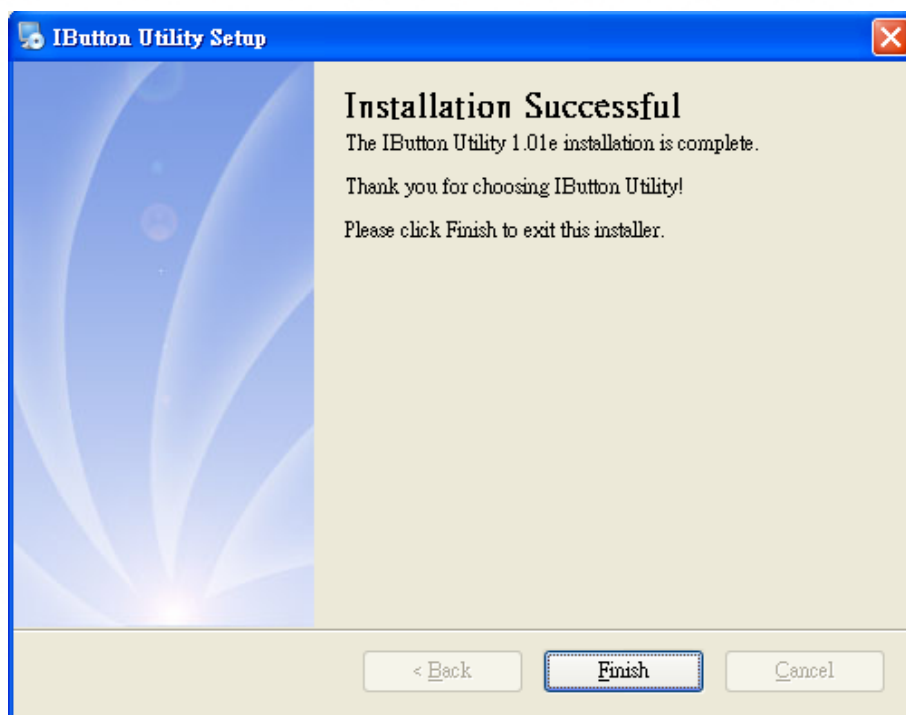 IButton Utility Setup
Installation Successful
The IButton Utility 1.01e installation is complete.
Thank you for choosing IButton Utility!
Please click Finish to exit this installer.
< Back Finish Cancel